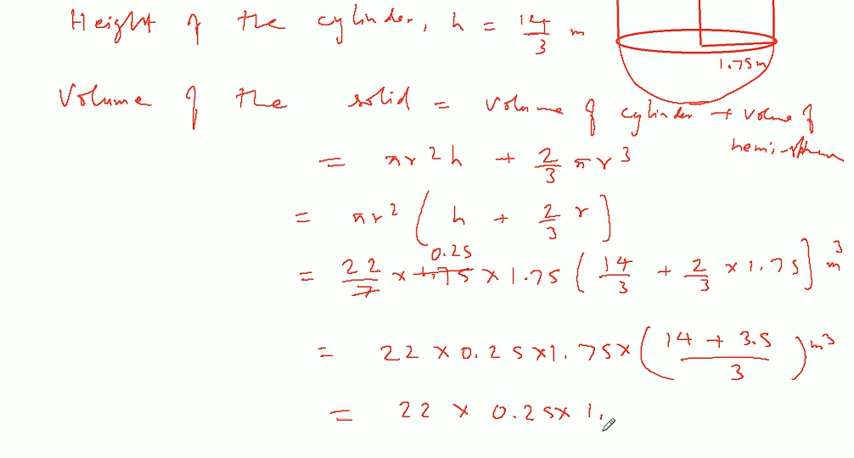 Height of the cylinder, h = 14/3 m
1.75m
Volume of the solid = volume of cylinder + volume of hemi-sphere
= πr²h + 2/3 πr³
= πr² (h + 2/3 r)
0.25
= 22/7 × 1.75 × 1.75 (14/3 + 2/3 × 1.75) m³
= 22 × 0.25 × 1.75 × (14 + 3.5 / 3) m³
= 22 × 0.25 × 1.